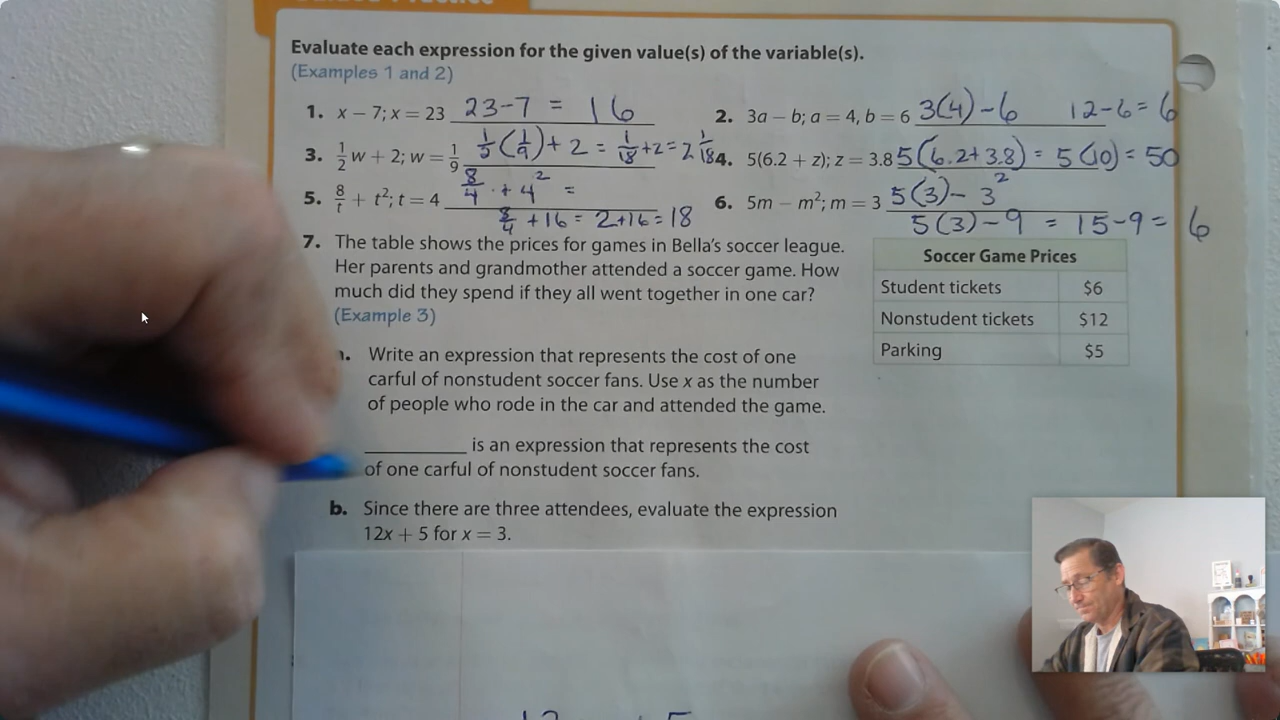 Evaluate each expression for the given value(s) of the variable(s).
(Examples 1 and 2)
1. x − 7; x = 23 23-7 = 16
2. 3a − b; a = 4, b = 6 3(4)-6 12-6=6
3. 1/2 w + 2; w = 1/9 (1/9)+2 = 1/18+2=2 1/18
4. 5(6.2 + z); z = 3.8 5(6.2+3.8) = 5(10) = 50
5. 8/t + t²; t = 4 8/4 + 4² =
8/4 +16 = 2+16=18
6. 5m − m²; m = 3 5(3)- 3²
5(3)-9 = 15-9= 6
7. The table shows the prices for games in Bella's soccer league.
Her parents and grandmother attended a soccer game. How
much did they spend if they all went together in one car?
(Example 3)
Soccer Game Prices
Student tickets $6
Nonstudent tickets $12
Parking $5
Write an expression that represents the cost of one
carful of nonstudent soccer fans. Use x as the number
of people who rode in the car and attended the game.
__________ is an expression that represents the cost
of one carful of nonstudent soccer fans.
b. Since there are three attendees, evaluate the expression
12x + 5 for x = 3.